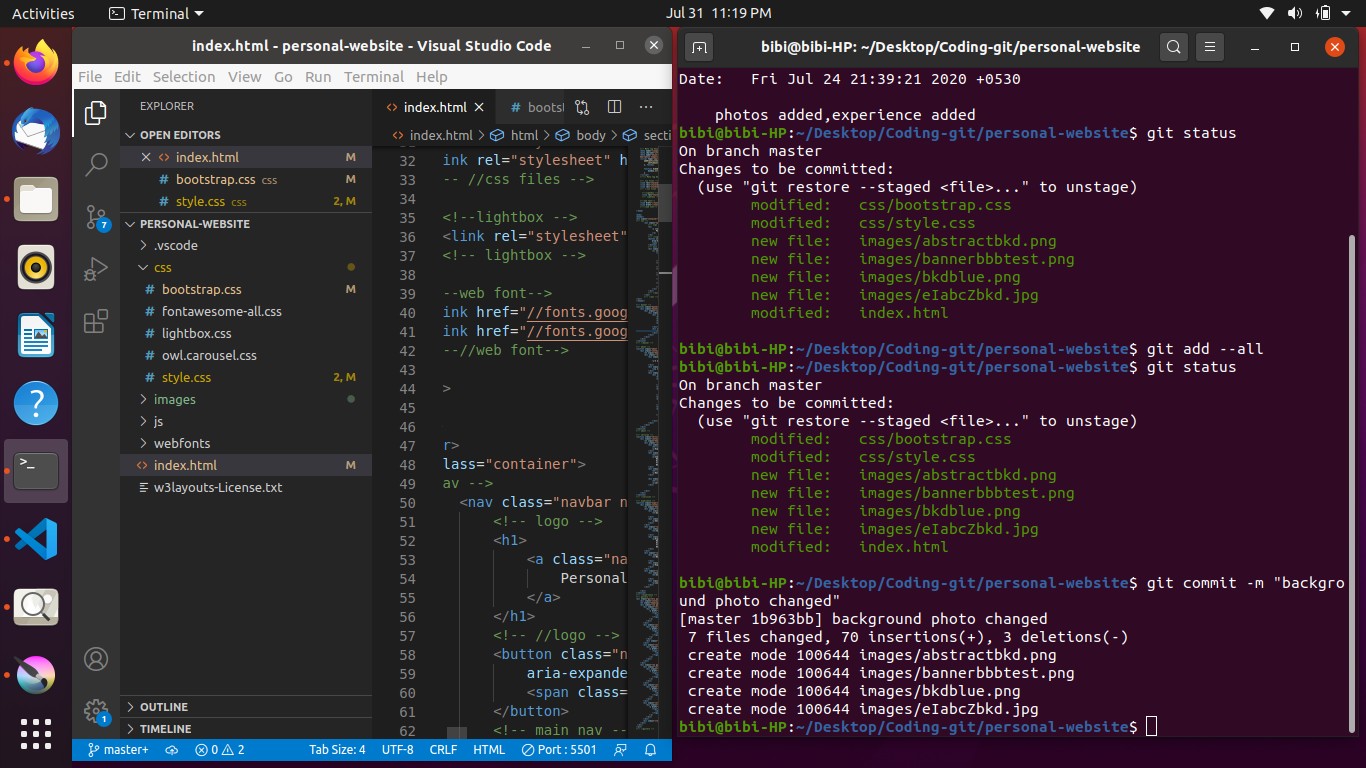 Activities Terminal Jul 31 11:19 PM
index.html - personal-website - Visual Studio Code
File Edit Selection View Go Run Terminal Help
EXPLORER
OPEN EDITORS
index.html M
bootstrap.css css M
style.css css 2, M
PERSONAL-WEBSITE
.vscode
css
bootstrap.css M
fontawesome-all.css
lightbox.css
owl.carousel.css
style.css 2, M
images
js
webfonts
index.html M
w3layouts-License.txt
OUTLINE
TIMELINE
7
1
index.html # boots
index.html > html > body > secti
32 ink rel="stylesheet" h
33 -- //css files -->
34
35 <!--lightbox -->
36 <link rel="stylesheet"
37 <!-- lightbox -->
38
39 --web font-->
40 ink href="//fonts.goog
41 ink href="//fonts.goog
42 --//web font-->
43
44 >
45
46
47 r>
48 lass="container">
49 av -->
50 <nav class="navbar n
51 <!-- logo -->
52 <h1>
53 <a class="na
54 Personal
55 </a>
56 </h1>
57 <!-- //logo -->
58 <button class="n
59 aria-expande
60 <span class=
61 </button>
62 <!-- main nav --
master+ 0 2 Tab Size: 4 UTF-8 CRLF HTML Port : 5501
bibi@bibi-HP: ~/Desktop/Coding-git/personal-website
Date: Fri Jul 24 21:39:21 2020 +0530
photos added,experience added
bibi@bibi-HP:~/Desktop/Coding-git/personal-website$ git status
On branch master
Changes to be committed:
(use "git restore --staged <file>..." to unstage)
modified: css/bootstrap.css
modified: css/style.css
new file: images/abstractbkd.png
new file: images/bannerbbbtest.png
new file: images/bkdblue.png
new file: images/eIabcZbkd.jpg
modified: index.html
bibi@bibi-HP:~/Desktop/Coding-git/personal-website$ git add --all
bibi@bibi-HP:~/Desktop/Coding-git/personal-website$ git status
On branch master
Changes to be committed:
(use "git restore --staged <file>..." to unstage)
modified: css/bootstrap.css
modified: css/style.css
new file: images/abstractbkd.png
new file: images/bannerbbbtest.png
new file: images/bkdblue.png
new file: images/eIabcZbkd.jpg
modified: index.html
bibi@bibi-HP:~/Desktop/Coding-git/personal-website$ git commit -m "backgro
und photo changed"
[master 1b963bb] background photo changed
7 files changed, 70 insertions(+), 3 deletions(-)
create mode 100644 images/abstractbkd.png
create mode 100644 images/bannerbbbtest.png
create mode 100644 images/bkdblue.png
create mode 100644 images/eIabcZbkd.jpg
bibi@bibi-HP:~/Desktop/Coding-git/personal-website$